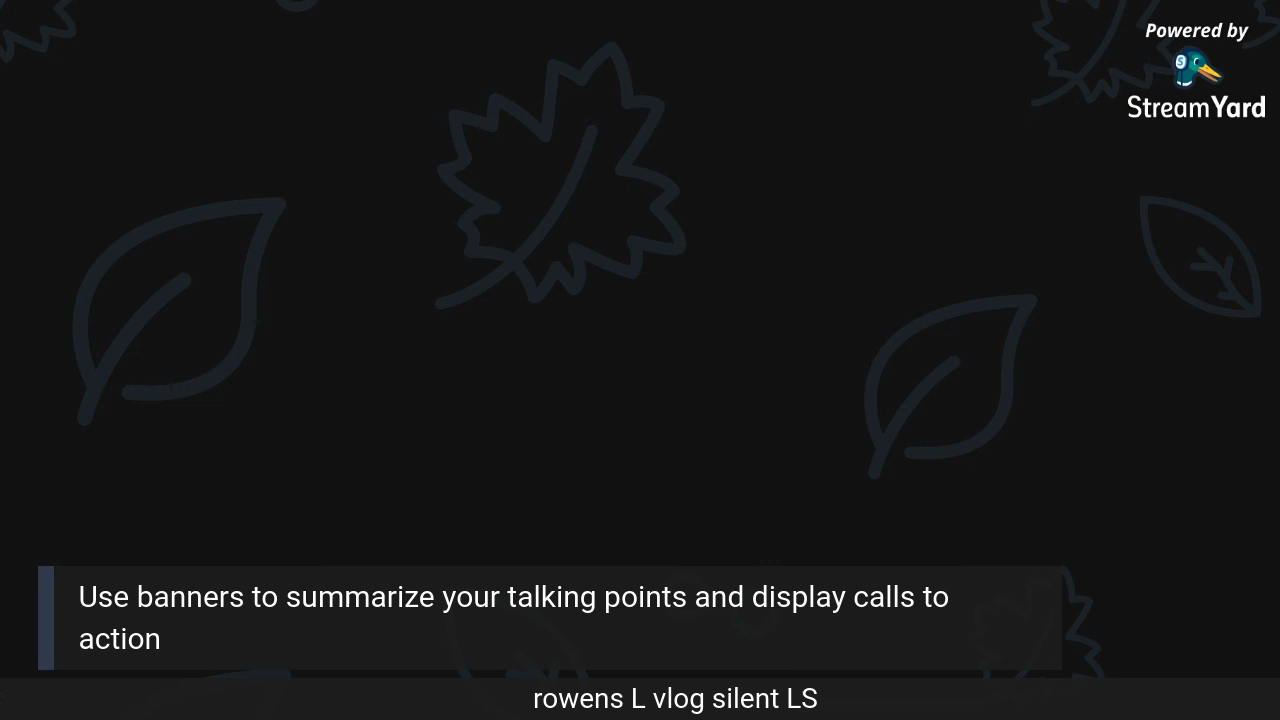 Powered by
StreamYard
Use banners to summarize your talking points and display calls to
action
rowens L vlog silent LS